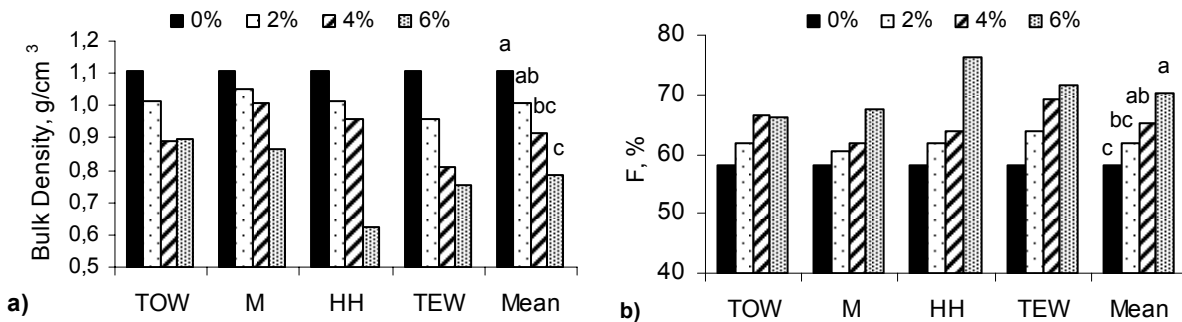 0% 2% 4% 6%
Bulk Density, g/cm 3
1,2
1,1
1,0
0,9
0,8
0,7
0,6
0,5
a
ab
bc
c
TOW M HH TEW Mean
a)
0% 2% 4% 6%
F, %
80
70
60
50
40
a
ab
bc
c
TOW M HH TEW Mean
b)